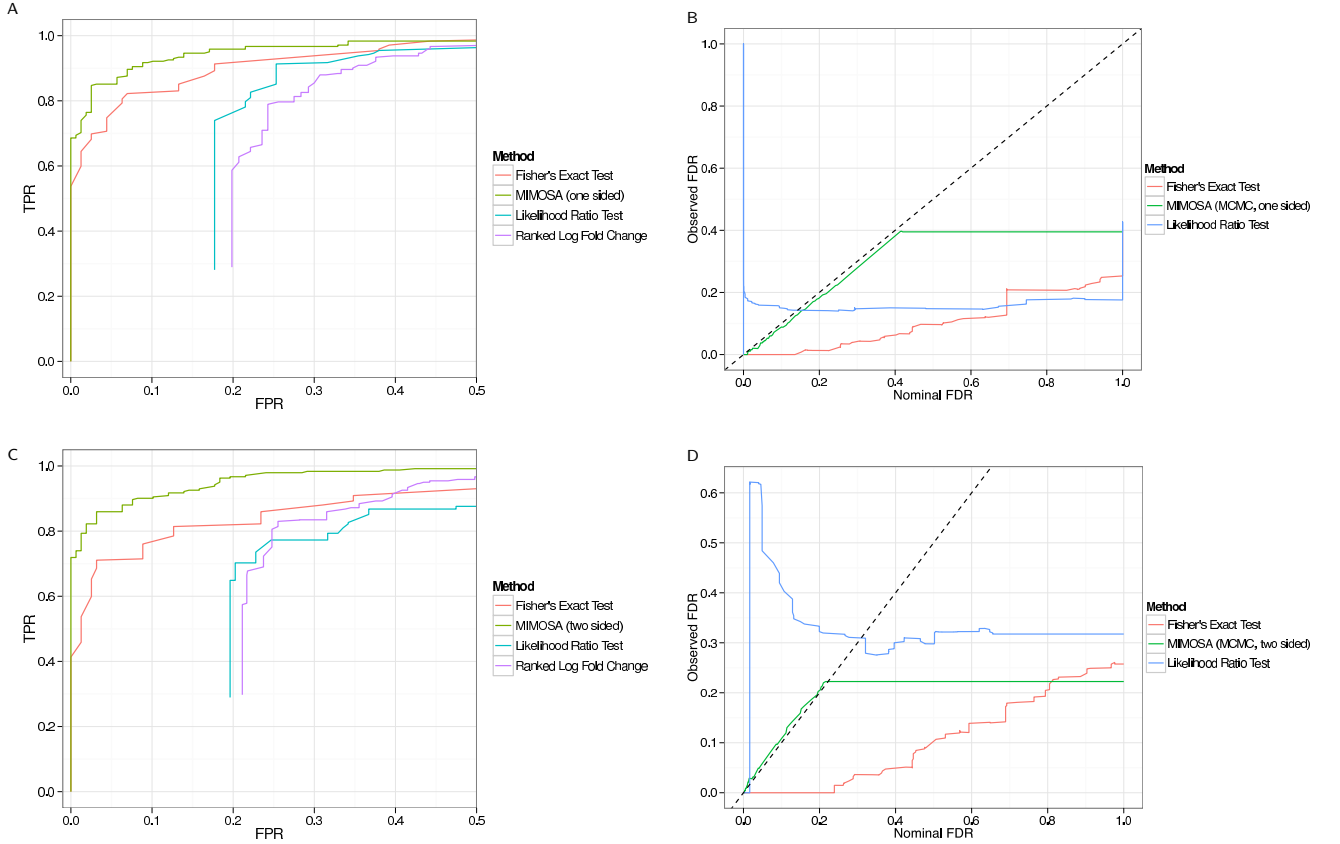 A
TPR
1.0
0.8
0.6
0.4
0.2
0.0
0.0 0.1 0.2 0.3 0.4 0.5
FPR
Method
Fisher's Exact Test
MIMOSA (one sided)
Likelihood Ratio Test
Ranked Log Fold Change
B
Observed FDR
1.0
0.8
0.6
0.4
0.2
0.0
0.0 0.2 0.4 0.6 0.8 1.0
Nominal FDR
Method
Fisher's Exact Test
MIMOSA (MCMC, one sided)
Likelihood Ratio Test
C
TPR
1.0
0.8
0.6
0.4
0.2
0.0
0.0 0.1 0.2 0.3 0.4 0.5
FPR
Method
Fisher's Exact Test
MIMOSA (two sided)
Likelihood Ratio Test
Ranked Log Fold Change
D
Observed FDR
0.6
0.5
0.4
0.3
0.2
0.1
0.0
0.0 0.2 0.4 0.6 0.8 1.0
Nominal FDR
Method
Fisher's Exact Test
MIMOSA (MCMC, two sided)
Likelihood Ratio Test